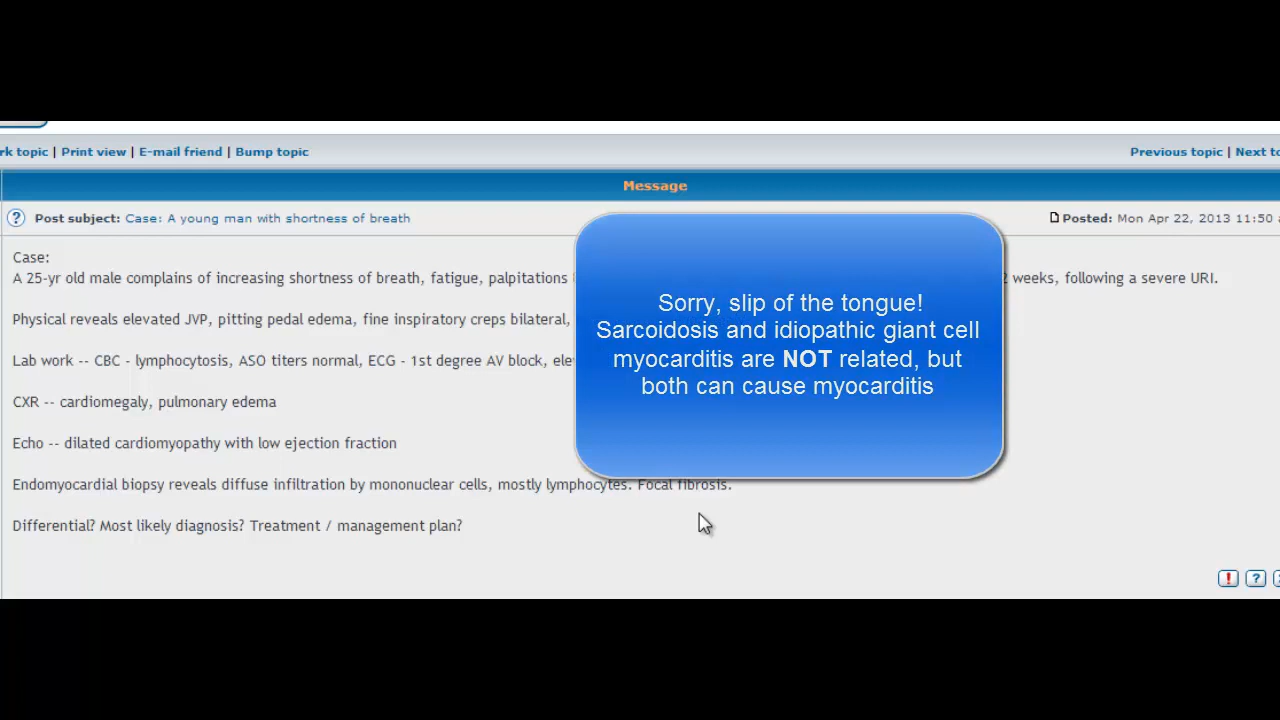 rk topic | Print view | E-mail friend | Bump topic Previous topic | Next to
Message
Post subject: Case: A young man with shortness of breath Posted: Mon Apr 22, 2013 11:50
Case:
A 25-yr old male complains of increasing shortness of breath, fatigue, palpitations 2 weeks, following a severe URI.
Physical reveals elevated JVP, pitting pedal edema, fine inspiratory creps bilateral,
Lab work -- CBC - lymphocytosis, ASO titers normal, ECG - 1st degree AV block, ele
CXR -- cardiomegaly, pulmonary edema
Echo -- dilated cardiomyopathy with low ejection fraction
Endomyocardial biopsy reveals diffuse infiltration by mononuclear cells, mostly lymphocytes. Focal fibrosis.
Differential? Most likely diagnosis? Treatment / management plan?
Sorry, slip of the tongue!
Sarcoidosis and idiopathic giant cell
myocarditis are NOT related, but
both can cause myocarditis